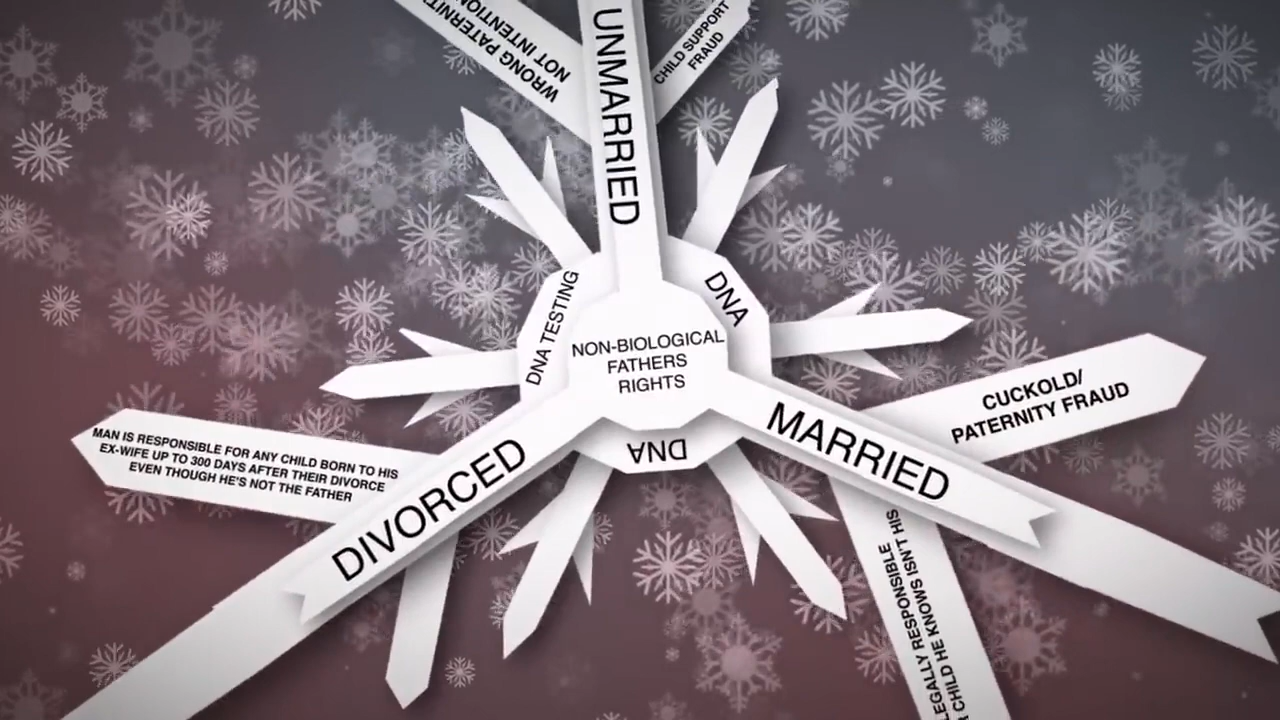 WRONG PATERNITY
NOT INTENTION
UNMARRIED
CHILD SUPPORT
FRAUD
DNA TESTING
DNA
NON-BIOLOGICAL
FATHERS
RIGHTS
DNA
CUCKOLD/
PATERNITY FRAUD
MARRIED
DIVORCED
MAN IS RESPONSIBLE FOR ANY CHILD BORN TO HIS
EX-WIFE UP TO 300 DAYS AFTER THEIR DIVORCE
EVEN THOUGH HE'S NOT THE FATHER
LEGALLY RESPONSIBLE
CHILD HE KNOWS ISN'T HIS